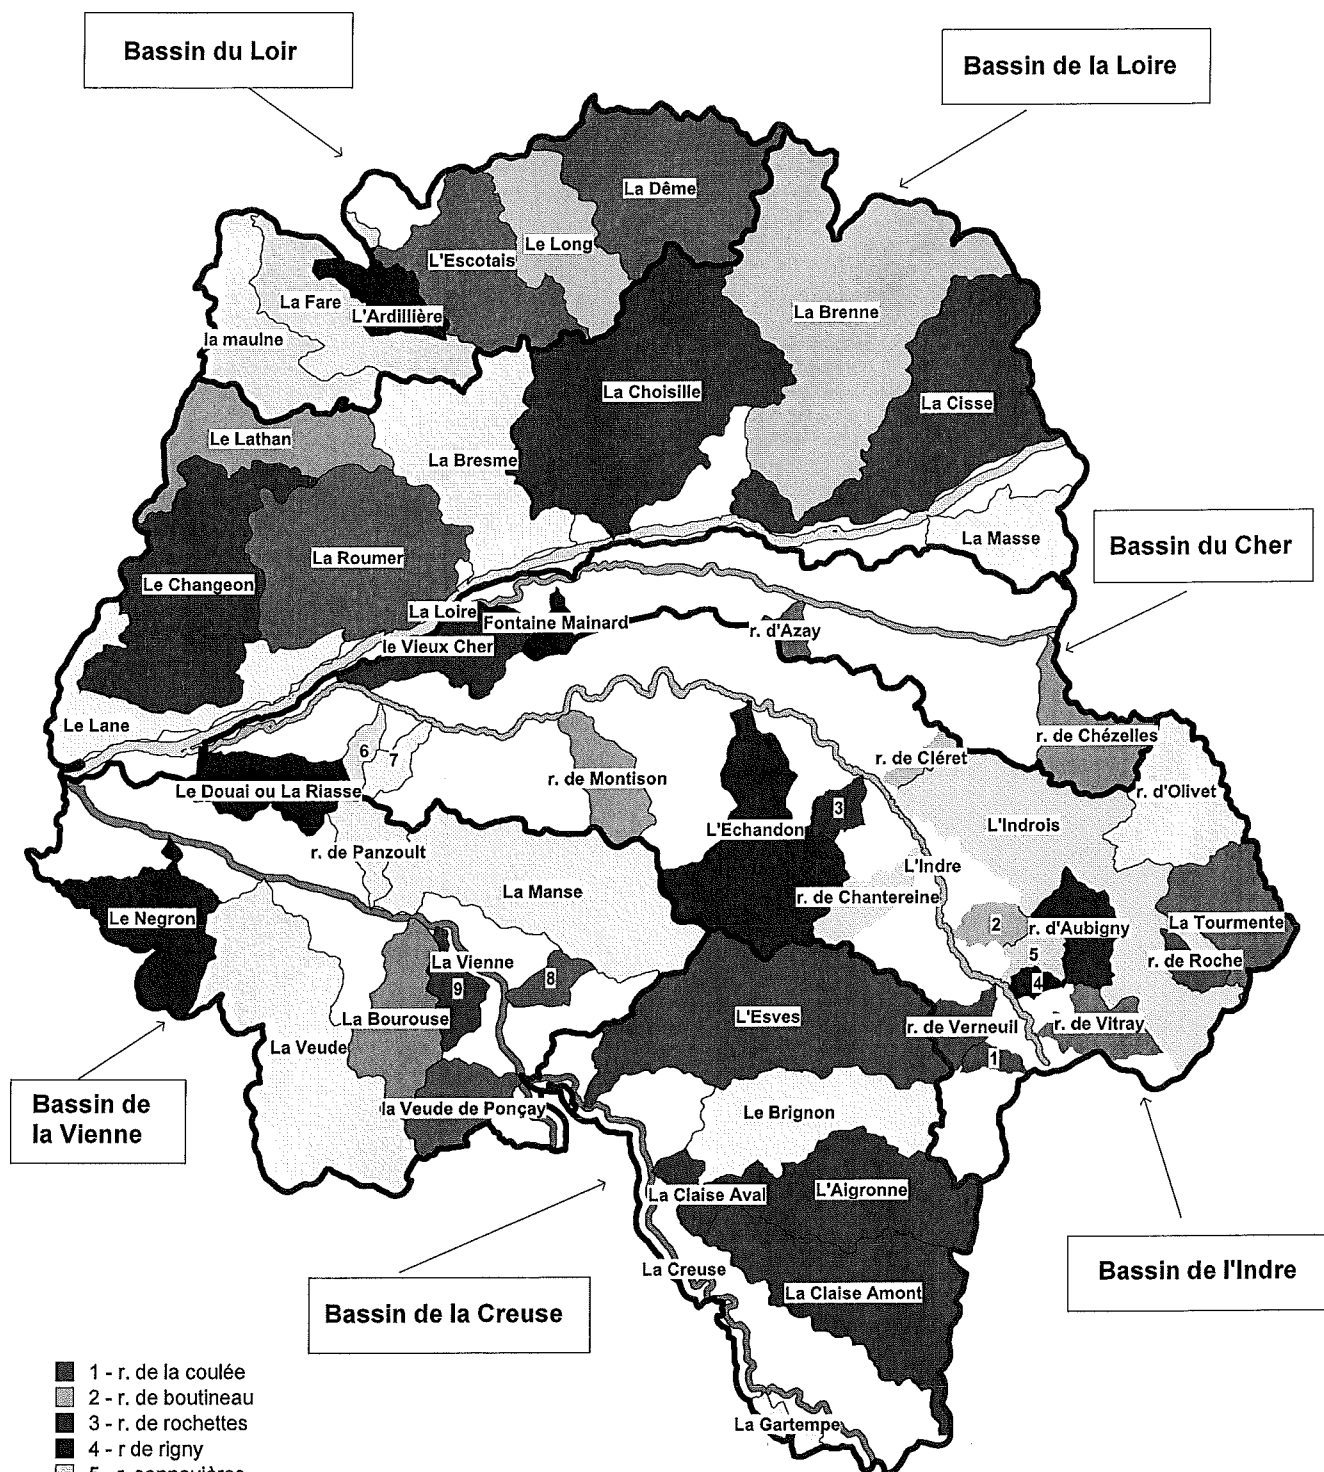 Bassin du Loir
Bassin de la Loire
La Dême
L'Escotais
Le Long
La Fare
L'Ardillière
la maulne
La Brenne
La Choisille
La Cisse
Le Lathan
La Bresme
La Masse
Bassin du Cher
La Roumer
Le Changeon
La Loire
Fontaine Mainard
r. d'Azay
le Vieux Cher
Le Lane
6
7
r. de Chézelles
r. de Cléret
r. de Montison
Le Douai ou La Riasse
r. d'Olivet
3
L'Echandon
L'Indrois
r. de Panzoult
L'Indre
La Manse
r. de Chantereine
Le Negron
2
r. d'Aubigny
La Tourmente
5
La Vienne
r. de Roche
8
4
9
L'Esves
La Bourouse
r. de Verneuil
r. de Vitray
La Veude
1
Bassin de
la Vienne
la Veude de Ponçay
Le Brignon
La Claise Aval
L'Aigronne
La Creuse
Bassin de l'Indre
La Claise Amont
Bassin de la Creuse
1 - r. de la coulée
2 - r. de boutineau
3 - r. de rochettes
4 - r de rigny
La Gartempe